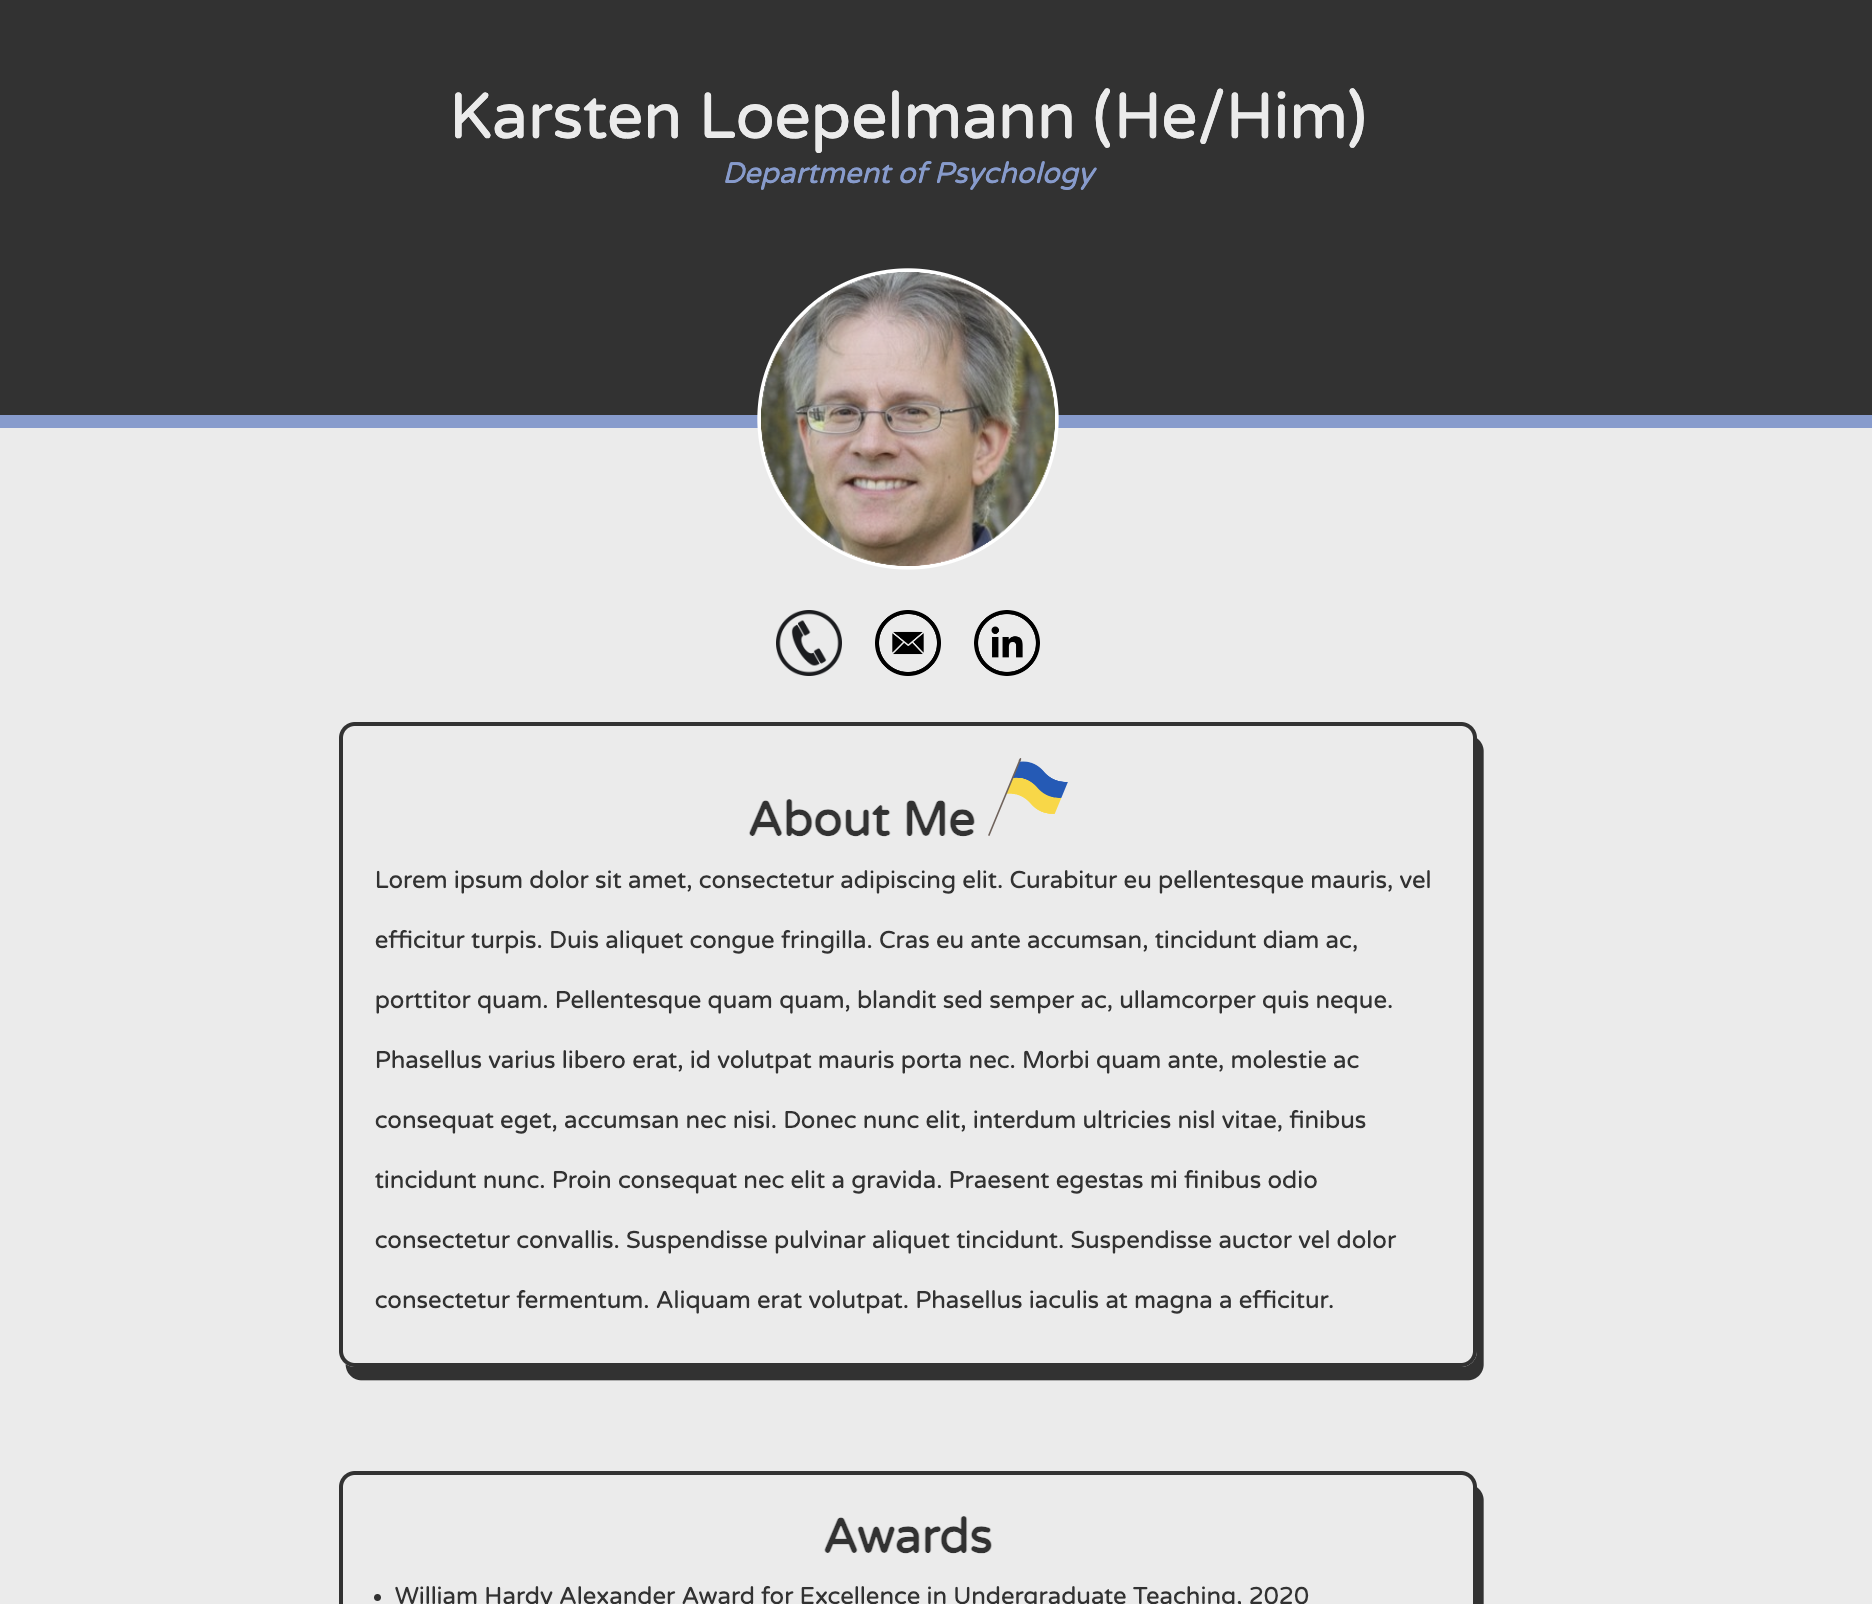 Karsten Loepelmann (He/Him)
Department of Psychology
in
About Me
Lorem ipsum dolor sit amet, consectetur adipiscing elit. Curabitur eu pellentesque mauris, vel
efficitur turpis. Duis aliquet congue fringilla. Cras eu ante accumsan, tincidunt diam ac,
porttitor quam. Pellentesque quam quam, blandit sed semper ac, ullamcorper quis neque.
Phasellus varius libero erat, id volutpat mauris porta nec. Morbi quam ante, molestie ac
consequat eget, accumsan nec nisi. Donec nunc elit, interdum ultricies nisl vitae, finibus
tincidunt nunc. Proin consequat nec elit a gravida. Praesent egestas mi finibus odio
consectetur convallis. Suspendisse pulvinar aliquet tincidunt. Suspendisse auctor vel dolor
consectetur fermentum. Aliquam erat volutpat. Phasellus iaculis at magna a efficitur.
Awards
• William Hardy Alexander Award for Excellence in Undergraduate Teaching, 2020